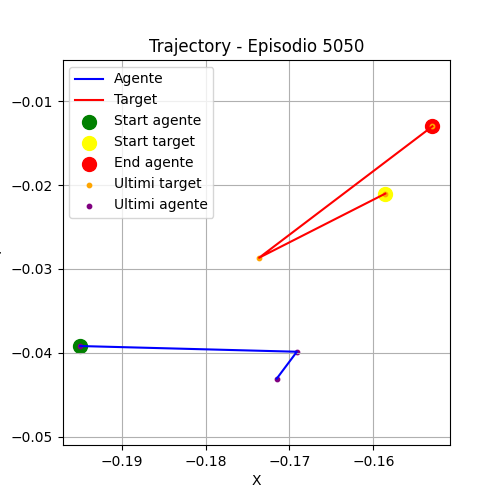 Trajectory - Episodio 5050
Agente
Target
Start agente
Start target
End agente
Ultimi target
Ultimi agente
−0.01
−0.02
−0.03
−0.04
−0.05
−0.19
−0.18
−0.17
−0.16
X